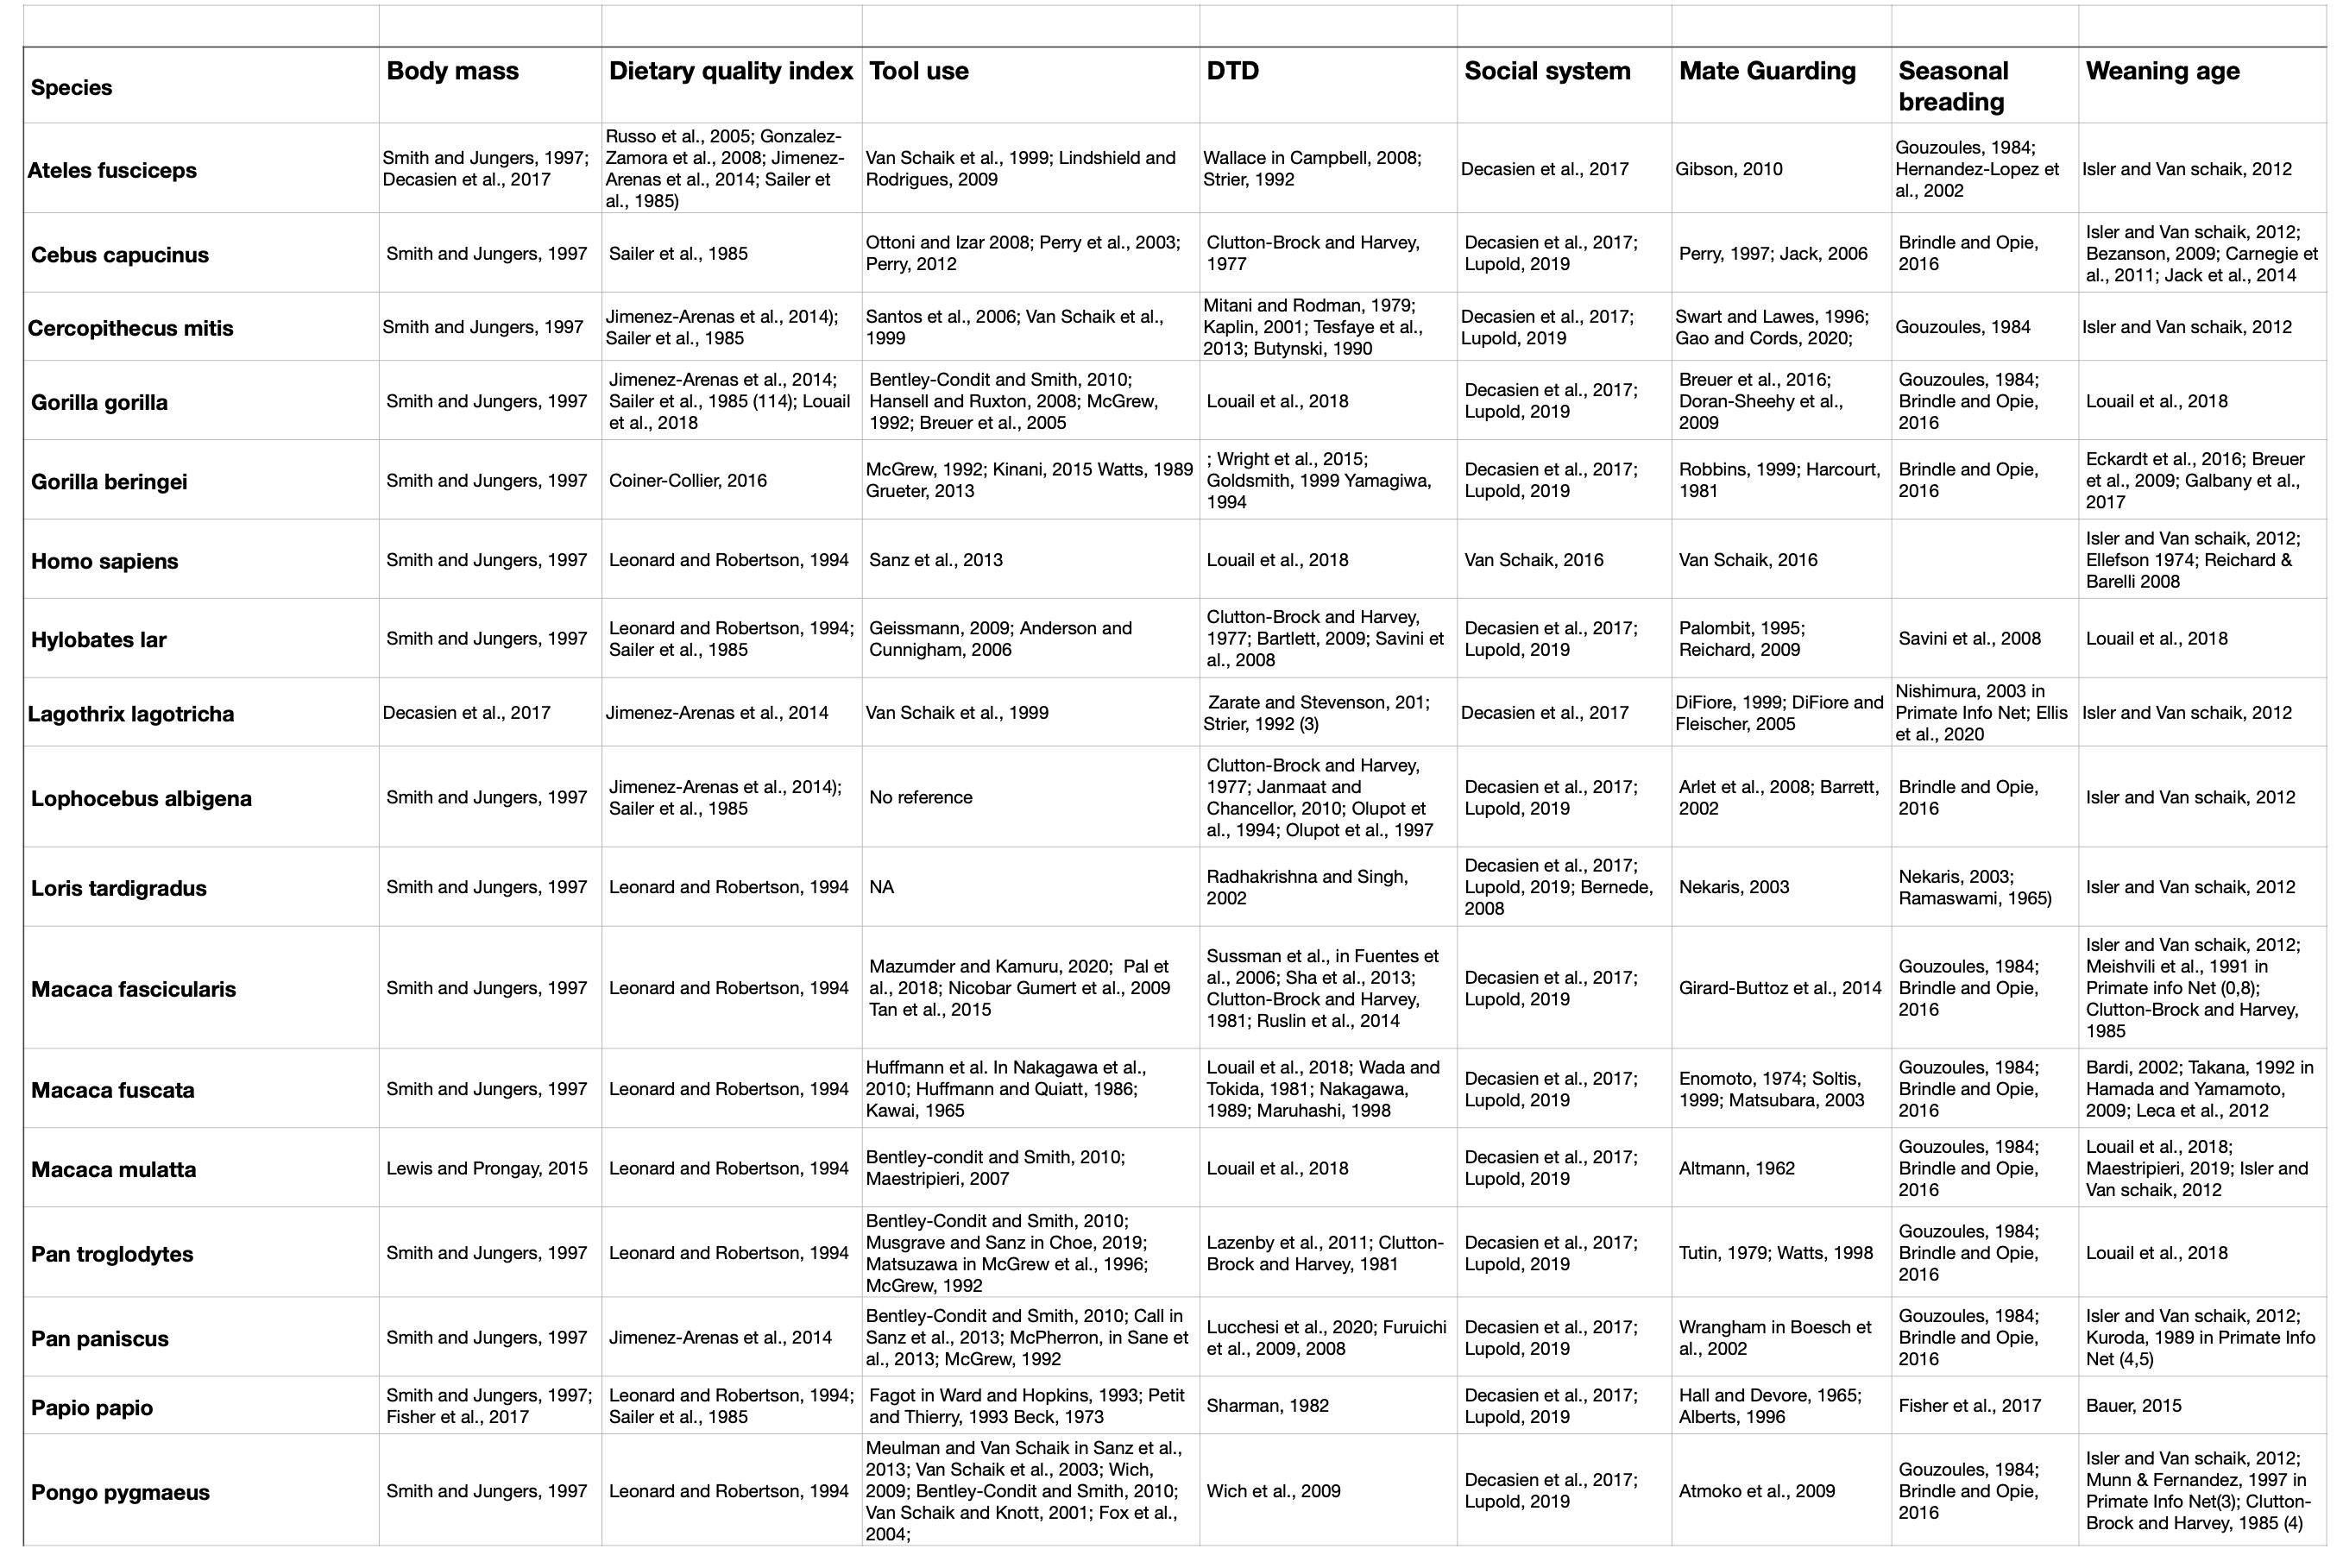 Species
Body mass
Dietary quality index
Tool use
DTD
Social system
Mate Guarding
Seasonal
breading
Weaning age
Ateles fusciceps
Smith and Jungers, 1997;
Decasien et al., 2017
Russo et al., 2005; Gonzalez-
Zamora et al., 2008; Jimenez-
Arenas et al., 2014; Sailer et
al., 1985)
Van Schaik et al., 1999; Lindshield and
Rodrigues, 2009
Wallace in Campbell, 2008;
Strier, 1992
Decasien et al., 2017
Gibson, 2010
Gouzoules, 1984;
Hernandez-Lopez et
al., 2002
Isler and Van schaik, 2012
Cebus capucinus
Smith and Jungers, 1997
Sailer et al., 1985
Ottoni and Izar 2008; Perry et al., 2003;
Perry, 2012
Clutton-Brock and Harvey,
1977
Decasien et al., 2017;
Lupold, 2019
Perry, 1997; Jack, 2006
Brindle and Opie,
2016
Isler and Van schaik, 2012;
Bezanson, 2009; Carnegie et
al., 2011; Jack et al., 2014
Cercopithecus mitis
Smith and Jungers, 1997
Jimenez-Arenas et al., 2014);
Sailer et al., 1985
Santos et al., 2006; Van Schaik et al.,
1999
Mitani and Rodman, 1979;
Kaplin, 2001; Tesfaye et al.,
2013; Butynski, 1990
Decasien et al., 2017;
Lupold, 2019
Swart and Lawes, 1996;
Gao and Cords, 2020;
Gouzoules, 1984
Isler and Van schaik, 2012
Gorilla gorilla
Smith and Jungers, 1997
Jimenez-Arenas et al., 2014;
Sailer et al., 1985 (114); Louail
et al., 2018
Bentley-Condit and Smith, 2010;
Hansell and Ruxton, 2008; McGrew,
1992; Breuer et al., 2005
Louail et al., 2018
Decasien et al., 2017;
Lupold, 2019
Breuer et al., 2016;
Doran-Sheehy et al.,
2009
Gouzoules, 1984;
Brindle and Opie,
2016
Louail et al., 2018
Gorilla beringei
Smith and Jungers, 1997
Coiner-Collier, 2016
McGrew, 1992; Kinani, 2015 Watts, 1989
Grueter, 2013
; Wright et al., 2015;
Goldsmith, 1999 Yamagiwa,
1994
Decasien et al., 2017;
Lupold, 2019
Robbins, 1999; Harcourt,
1981
Brindle and Opie,
2016
Eckardt et al., 2016; Breuer
et al., 2009; Galbany et al.,
2017
Homo sapiens
Smith and Jungers, 1997
Leonard and Robertson, 1994
Sanz et al., 2013
Louail et al., 2018
Van Schaik, 2016
Van Schaik, 2016
Isler and Van schaik, 2012;
Ellefson 1974; Reichard &
Barelli 2008
Hylobates lar
Smith and Jungers, 1997
Leonard and Robertson, 1994;
Sailer et al., 1985
Geissmann, 2009; Anderson and
Cunnigham, 2006
Clutton-Brock and Harvey,
1977; Bartlett, 2009; Savini et
al., 2008
Decasien et al., 2017;
Lupold, 2019
Palombit, 1995;
Reichard, 2009
Savini et al., 2008
Louail et al., 2018
Lagothrix lagotricha
Decasien et al., 2017
Jimenez-Arenas et al., 2014
Van Schaik et al., 1999
Zarate and Stevenson, 201;
Strier, 1992 (3)
Decasien et al., 2017
DiFiore, 1999; DiFiore and
Fleischer, 2005
Nishimura, 2003 in
Primate Info Net; Ellis
et al., 2020
Isler and Van schaik, 2012
Lophocebus albigena
Smith and Jungers, 1997
Jimenez-Arenas et al., 2014);
Sailer et al., 1985
No reference
Clutton-Brock and Harvey,
1977; Janmaat and
Chancellor, 2010; Olupot et
al., 1994; Olupot et al., 1997
Decasien et al., 2017;
Lupold, 2019
Arlet et al., 2008; Barrett,
2002
Brindle and Opie,
2016
Isler and Van schaik, 2012
Loris tardigradus
Smith and Jungers, 1997
Leonard and Robertson, 1994
NA
Radhakrishna and Singh,
2002
Decasien et al., 2017;
Lupold, 2019; Bernede,
2008
Nekaris, 2003
Nekaris, 2003;
Ramaswami, 1965)
Isler and Van schaik, 2012
Macaca fascicularis
Smith and Jungers, 1997
Leonard and Robertson, 1994
Mazumder and Kamuru, 2020;  Pal et
al., 2018; Nicobar Gumert et al., 2009
Tan et al., 2015
Sussman et al., in Fuentes et
al., 2006; Sha et al., 2013;
Clutton-Brock and Harvey,
1981; Ruslin et al., 2014
Decasien et al., 2017;
Lupold, 2019
Girard-Buttoz et al., 2014
Gouzoules, 1984;
Brindle and Opie,
2016
Isler and Van schaik, 2012;
Meishvili et al., 1991 in
Primate info Net (0,8);
Clutton-Brock and Harvey,
1985
Macaca fuscata
Smith and Jungers, 1997
Leonard and Robertson, 1994
Huffmann et al. In Nakagawa et al.,
2010; Huffmann and Quiatt, 1986;
Kawai, 1965
Louail et al., 2018; Wada and
Tokida, 1981; Nakagawa,
1989; Maruhashi, 1998
Decasien et al., 2017;
Lupold, 2019
Enomoto, 1974; Soltis,
1999; Matsubara, 2003
Gouzoules, 1984;
Brindle and Opie,
2016
Bardi, 2002; Takana, 1992 in
Hamada and Yamamoto,
2009; Leca et al., 2012
Macaca mulatta
Lewis and Prongay, 2015
Leonard and Robertson, 1994
Bentley-condit and Smith, 2010;
Maestripieri, 2007
Louail et al., 2018
Decasien et al., 2017;
Lupold, 2019
Altmann, 1962
Gouzoules, 1984;
Brindle and Opie,
2016
Louail et al., 2018;
Maestripieri, 2019; Isler and
Van schaik, 2012
Pan troglodytes
Smith and Jungers, 1997
Leonard and Robertson, 1994
Bentley-Condit and Smith, 2010;
Musgrave and Sanz in Choe, 2019;
Matsuzawa in McGrew et al., 1996;
McGrew, 1992
Lazenby et al., 2011; Clutton-
Brock and Harvey, 1981
Decasien et al., 2017;
Lupold, 2019
Tutin, 1979; Watts, 1998
Gouzoules, 1984;
Brindle and Opie,
2016
Louail et al., 2018
Pan paniscus
Smith and Jungers, 1997
Jimenez-Arenas et al., 2014
Bentley-Condit and Smith, 2010; Call in
Sanz et al., 2013; McPherron, in Sane et
al., 2013; McGrew, 1992
Lucchesi et al., 2020; Furuichi
et al., 2009, 2008
Decasien et al., 2017;
Lupold, 2019
Wrangham in Boesch et
al., 2002
Gouzoules, 1984;
Brindle and Opie,
2016
Isler and Van schaik, 2012;
Kuroda, 1989 in Primate Info
Net (4,5)
Papio papio
Smith and Jungers, 1997;
Fisher et al., 2017
Leonard and Robertson, 1994;
Sailer et al., 1985
Fagot in Ward and Hopkins, 1993; Petit
and Thierry, 1993 Beck, 1973
Sharman, 1982
Decasien et al., 2017;
Lupold, 2019
Hall and Devore, 1965;
Alberts, 1996
Fisher et al., 2017
Bauer, 2015
Pongo pygmaeus
Smith and Jungers, 1997
Leonard and Robertson, 1994
Meulman and Van Schaik in Sanz et al.,
2013; Van Schaik et al., 2003; Wich,
2009; Bentley-Condit and Smith, 2010;
Van Schaik and Knott, 2001; Fox et al.,
2004;
Wich et al., 2009
Decasien et al., 2017;
Lupold, 2019
Atmoko et al., 2009
Gouzoules, 1984;
Brindle and Opie,
2016
Isler and Van schaik, 2012;
Munn & Fernandez, 1997 in
Primate Info Net(3); Clutton-
Brock and Harvey, 1985 (4)